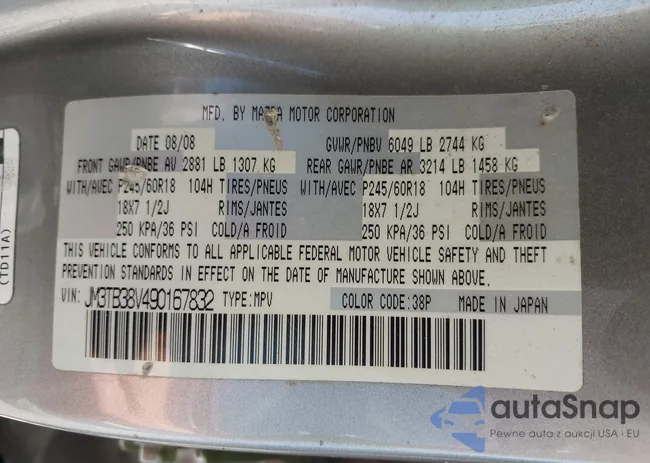 MFD. BY MAZDA MOTOR CORPORATION
DATE 08/08 GVWR/PNBV 6049 LB 2744 KG
FRONT GAWR/PNBE AV 2881 LB 1307 KG REAR GAWR/PNBE AR 3214 LB 1458 KG
WITH/AVEC P245/60R18 104H TIRES/PNEUS WITH/AVEC P245/60R18 104H TIRES/PNEUS
18X7 1/2J RIMS/JANTES 18X7 1/2J RIMS/JANTES
250 KPA/36 PSI COLD/A FROID 250 KPA/36 PSI COLD/A FROID
THIS VEHICLE CONFORMS TO ALL APPLICABLE FEDERAL MOTOR VEHICLE SAFETY AND THEFT
PREVENTION STANDARDS IN EFFECT ON THE DATE OF MANUFACTURE SHOWN ABOVE.
VIN: JM3TB38V490167832 TYPE:MPV COLOR CODE:38P MADE IN JAPAN
(TD11A)
autoSnap
Pewne auta z aukcji USA i EU